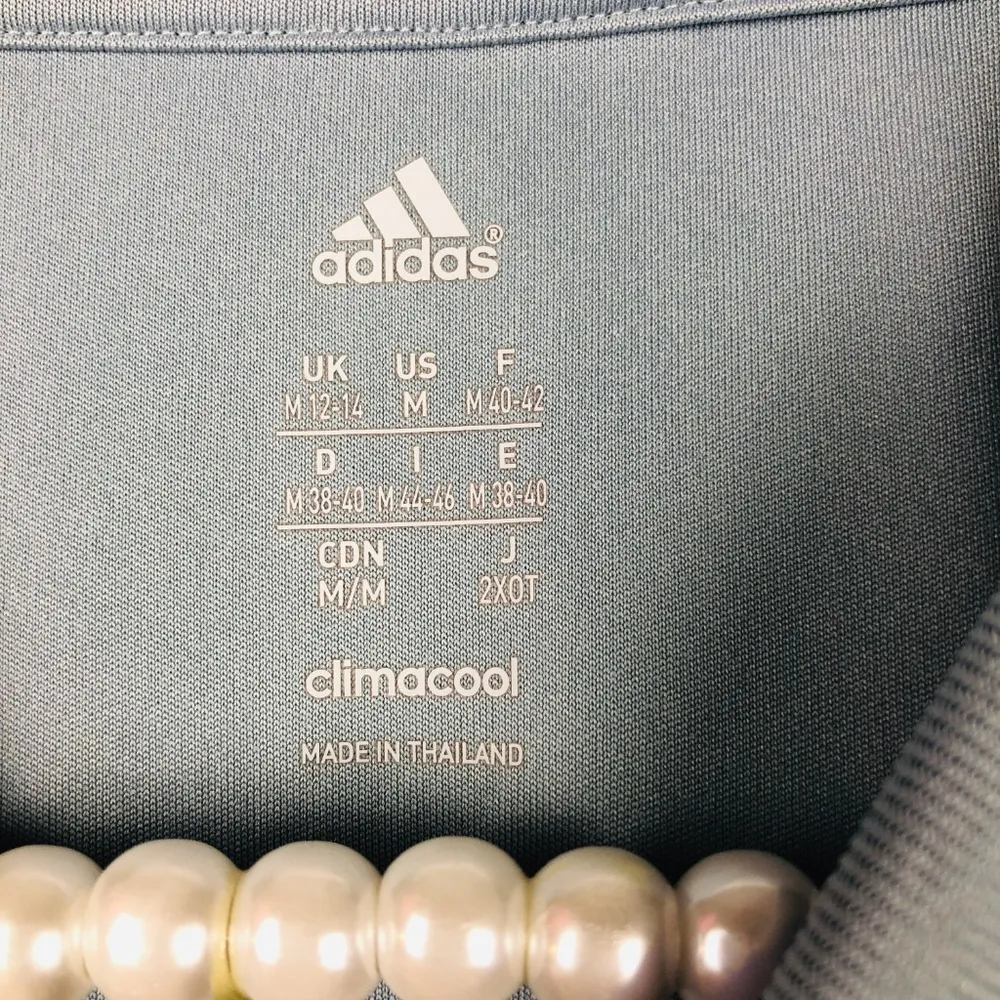 adidas®
UK US F
M 12-14 M M 40-42
D I E
M 38-40 M 44-46 M 38-40
CDN J
M/M 2XOT
climacool
MADE IN THAILAND